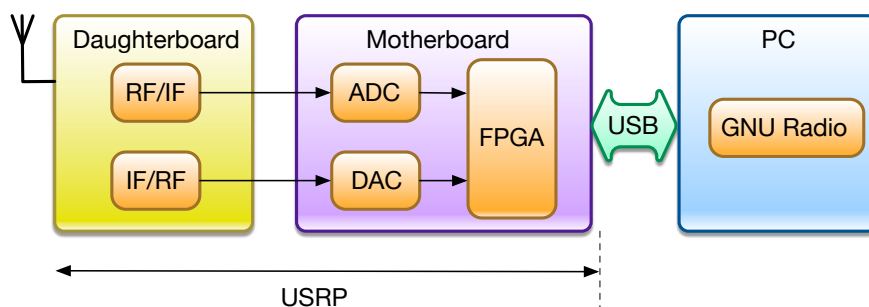 Daughterboard
Motherboard
PC
RF/IF
ADC
FPGA
USB
GNU Radio
IF/RF
DAC
USRP